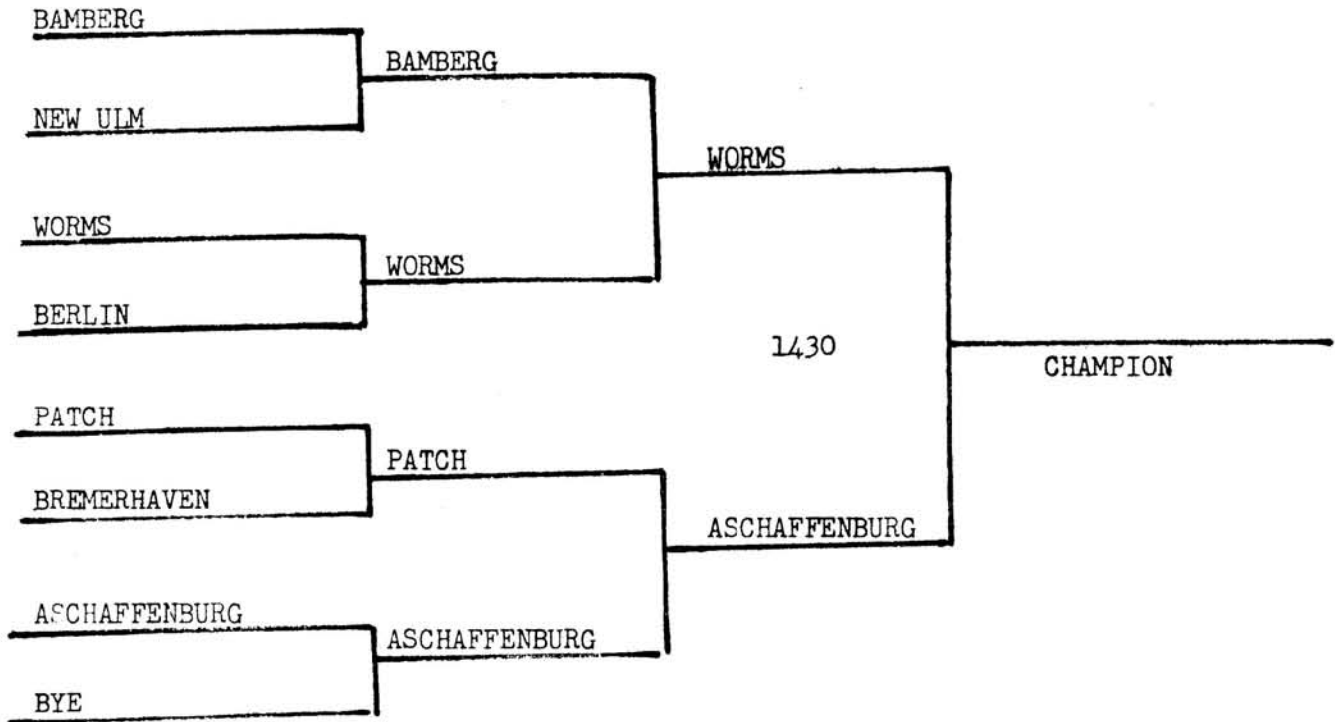 BAMBERG
BAMBERG
NEW ULM
WORMS
WORMS
WORMS
BERLIN
1430
CHAMPION
PATCH
PATCH
BREMERHAVEN
ASCHAFFENBURG
ASCHAFFENBURG
ASCHAFFENBURG
BYE